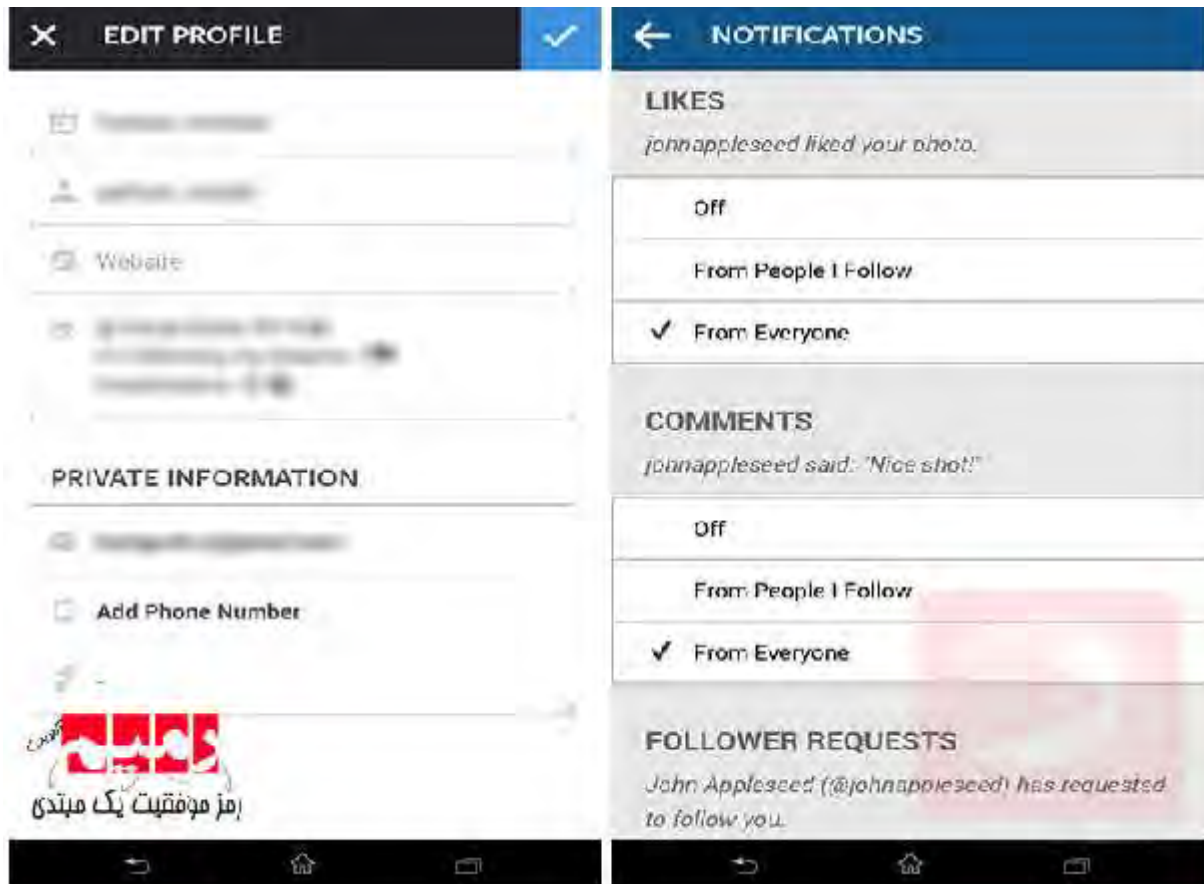 EDIT PROFILE
Website
PRIVATE INFORMATION
Add Phone Number
-
رمز موفقیت یک مبتدی
NOTIFICATIONS
LIKES
johnappleseed liked your photo.
Off
From People I Follow
✓ From Everyone
COMMENTS
johnappleseed said: "Nice shot!"
Off
From People I Follow
✓ From Everyone
FOLLOWER REQUESTS
John Appleseed (@johnappleseed) has requested
to follow you.